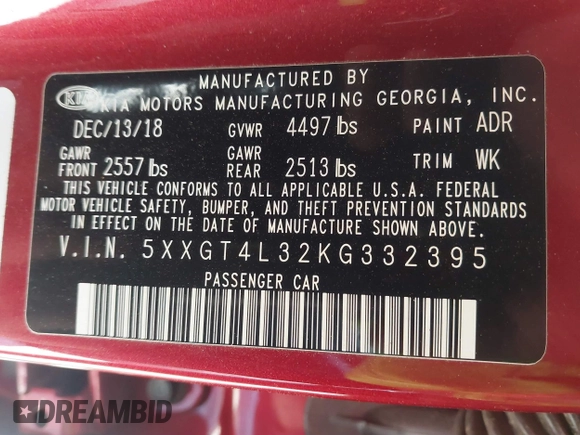 MANUFACTURED BY
KIA KIA MOTORS MANUFACTURING GEORGIA, INC.
DEC/13/18 GVWR 4497 lbs PAINT ADR
GAWR FRONT 2557 lbs GAWR REAR 2513 lbs TRIM WK
THIS VEHICLE CONFORMS TO ALL APPLICABLE U.S.A. FEDERAL
MOTOR VEHICLE SAFETY, BUMPER, AND THEFT PREVENTION STANDARDS
IN EFFECT ON THE DATE OF MANUFACTURE SHOWN ABOVE.
V.I.N. 5XXGT4L32KG332395
PASSENGER CAR
DREAMBID